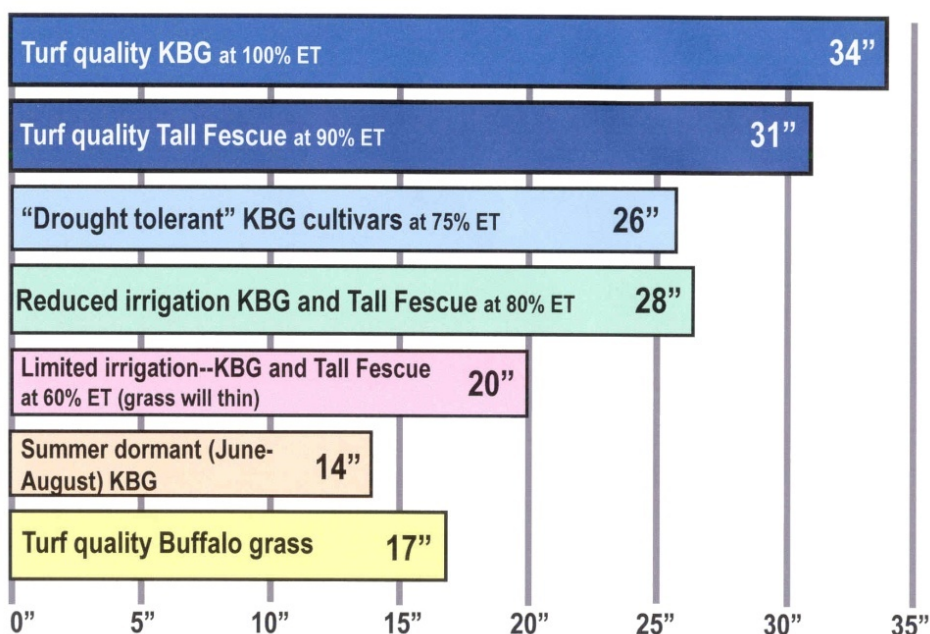 Turf quality KBG at 100% ET 34”
Turf quality Tall Fescue at 90% ET 31”
“Drought tolerant” KBG cultivars at 75% ET 26”
Reduced irrigation KBG and Tall Fescue at 80% ET 28”
Limited irrigation--KBG and Tall Fescue
at 60% ET (grass will thin) 20”
Summer dormant (June-
August) KBG 14”
Turf quality Buffalo grass 17”
0” 5” 10” 15” 20” 25” 30” 35”